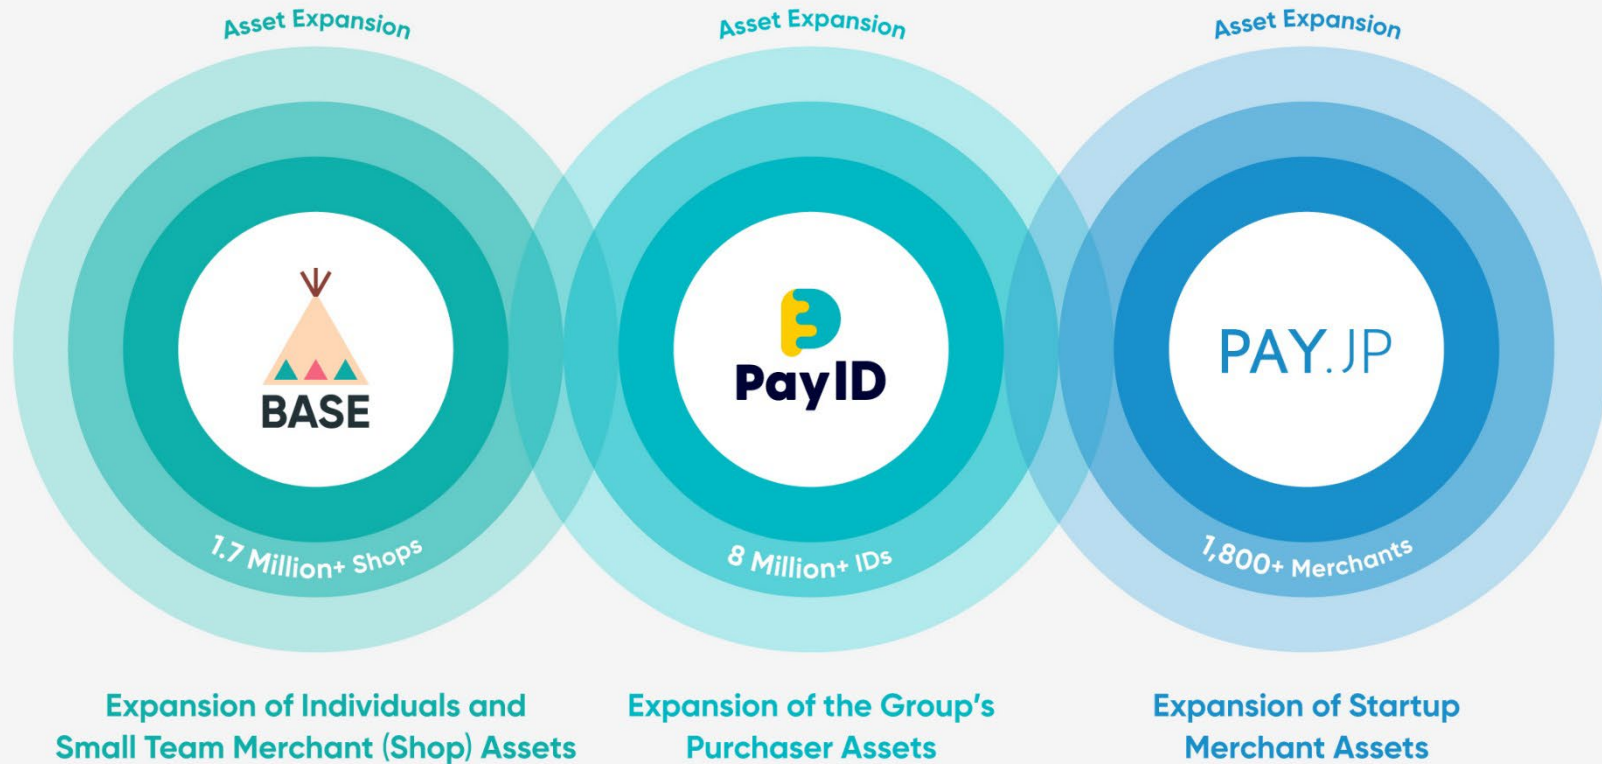 Asset Expansion
Asset Expansion
Asset Expansion
BASE
PayID
PAY.JP
1.7 Million+ Shops
8 Million+ IDs
1,800+ Merchants
Expansion of Individuals and
Small Team Merchant (Shop) Assets
Expansion of the Group's
Purchaser Assets
Expansion of Startup
Merchant Assets